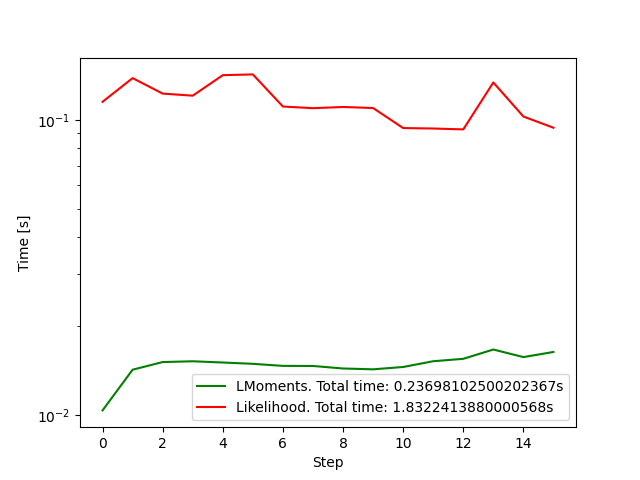 10⁻¹
10⁻²
Time [s]
LMoments. Total time: 0.23698102500202367s
Likelihood. Total time: 1.8322413880000568s
0 2 4 6 8 10 12 14
Step